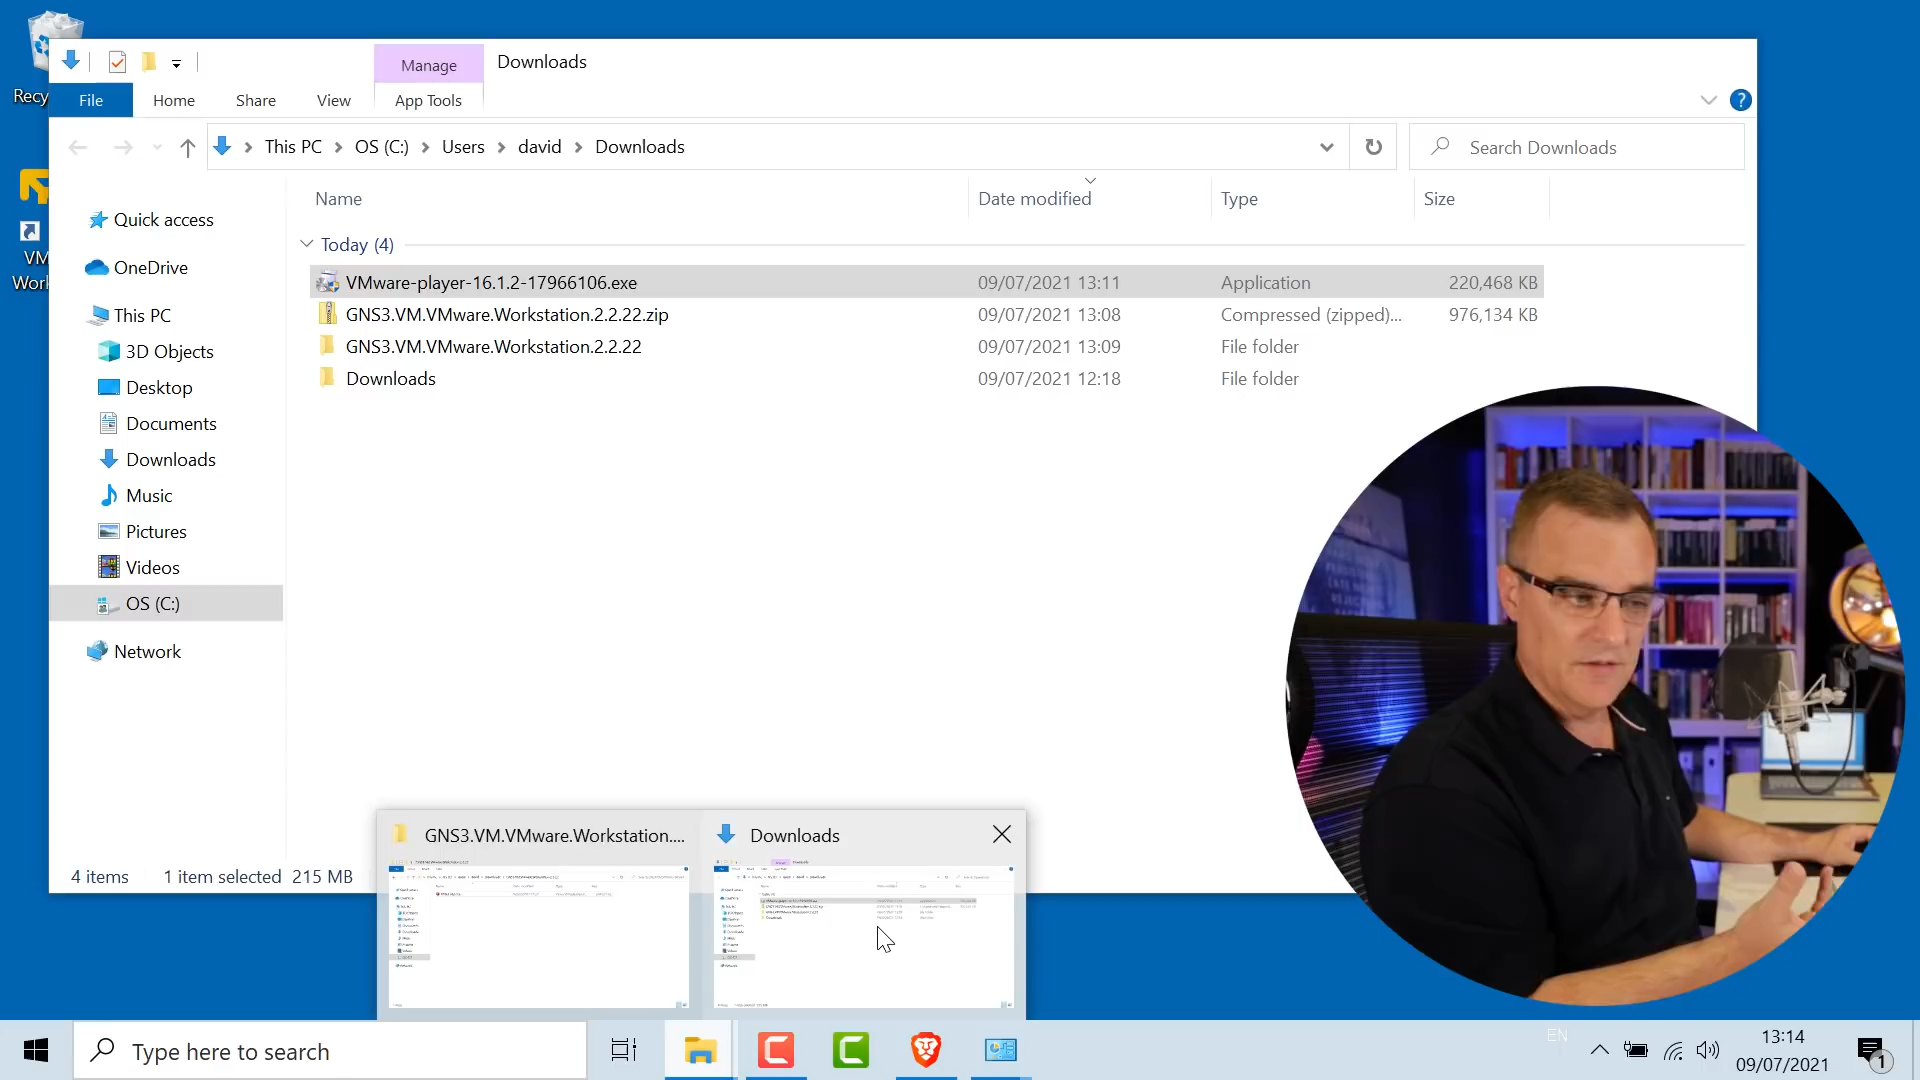 Recy
Manage
Downloads
File
Home
Share
View
App Tools
This PC
OS (C:)
Users
david
Downloads
Search Downloads
Name
Date modified
Type
Size
Quick access
OneDrive
This PC
3D Objects
Desktop
Documents
Downloads
Music
Pictures
Videos
OS (C:)
Network
VM
Work
Today (4)
VMware-player-16.1.2-17966106.exe 09/07/2021 13:11 Application 220,468 KB
GNS3.VM.VMware.Workstation.2.2.22.zip 09/07/2021 13:08 Compressed (zipped)... 976,134 KB
GNS3.VM.VMware.Workstation.2.2.22 09/07/2021 13:09 File folder
Downloads 09/07/2021 12:18 File folder
4 items 1 item selected 215 MB
GNS3.VM.VMware.Workstation....
Downloads
Type here to search
EN
13:14
09/07/2021
1